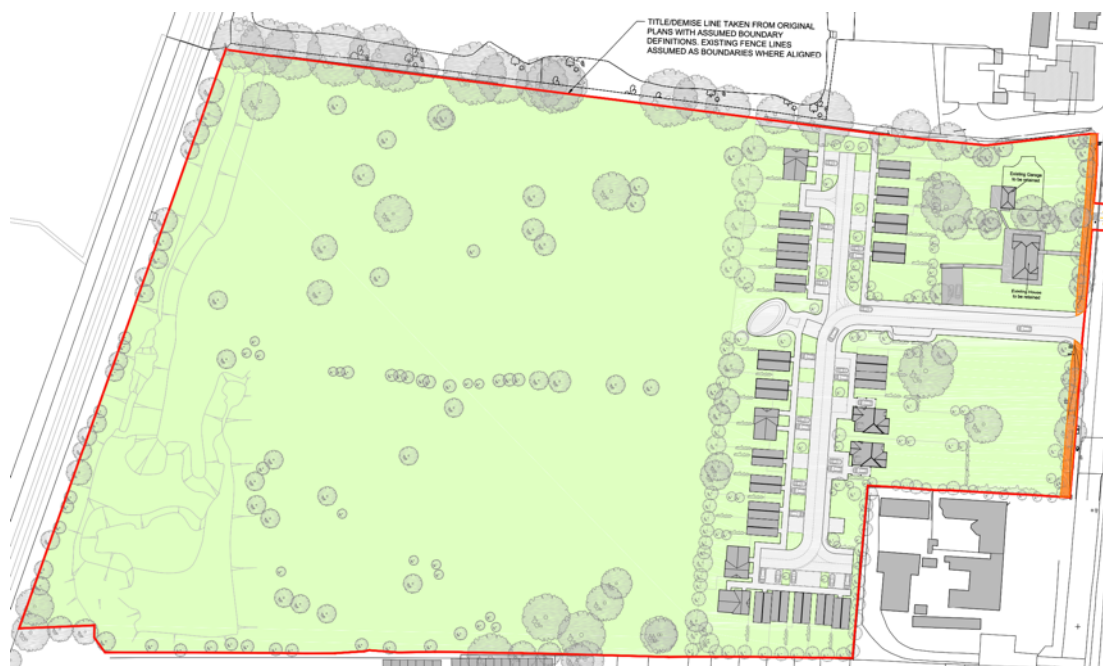 TITLE/DEMISE LINE TAKEN FROM ORIGINAL
PLANS WITH ASSUMED BOUNDARY
DEFINITIONS. EXISTING FENCE LINES
ASSUMED AS BOUNDARIES WHERE ALIGNED
Existing Garage
to be retained
Existing House
to be retained